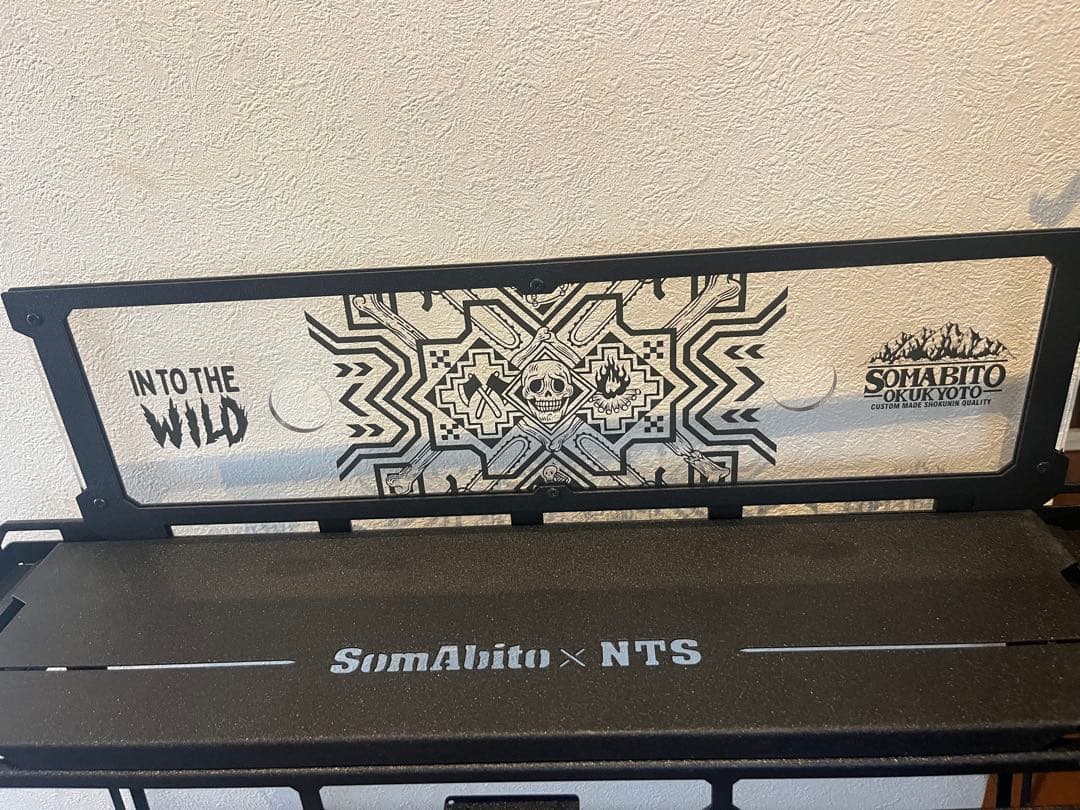 IN TO THE
WILD
SOMABITO
OKUKYOTO
CUSTOM MADE SHOKUNIN QUALITY
SomAbito × NTS